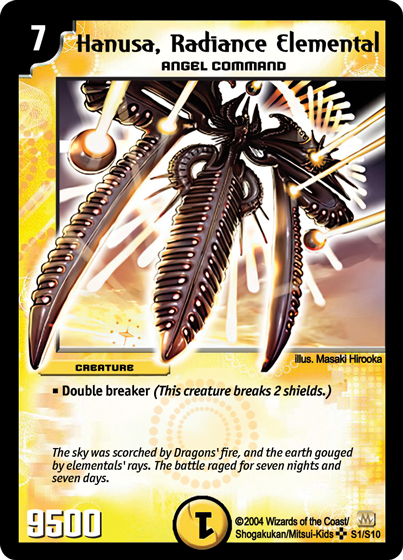 7
Hanusa, Radiance Elemental
ANGEL COMMAND
illus. Masaki Hirooka
CREATURE
▪ Double breaker (This creature breaks 2 shields.)
The sky was scorched by Dragons' fire, and the earth gouged
by elementals' rays. The battle raged for seven nights and
seven days.
9500
1
©2004 Wizards of the Coast/
Shogakukan/Mitsui-Kids S1/S10